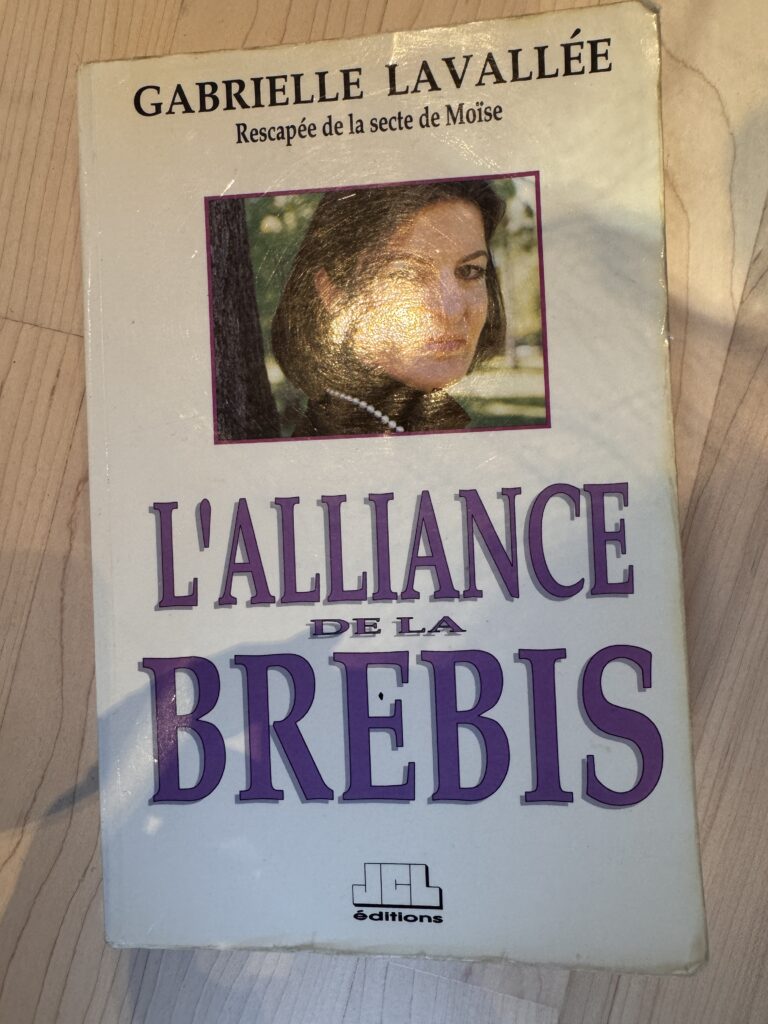 GABRIELLE LAVALLÉE
Rescapée de la secte de Moïse
L'ALLIANCE
DE LA
BREBIS
JCL
éditions